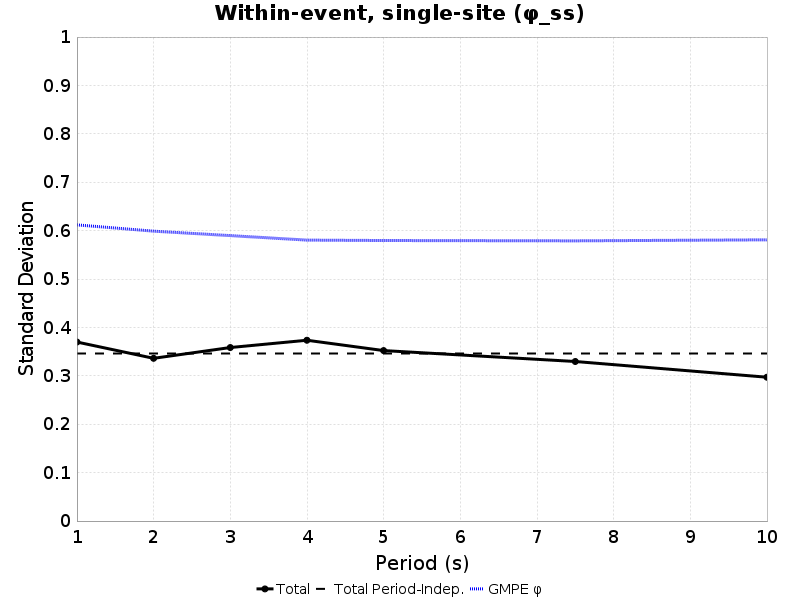 Within-event, single-site (φ_ss)
1
0.9
0.8
0.7
0.6
0.5
0.4
0.3
0.2
0.1
0
Standard Deviation
1 2 3 4 5 6 7 8 9 10
Period (s)
Total Total Period-Indep. GMPE φ